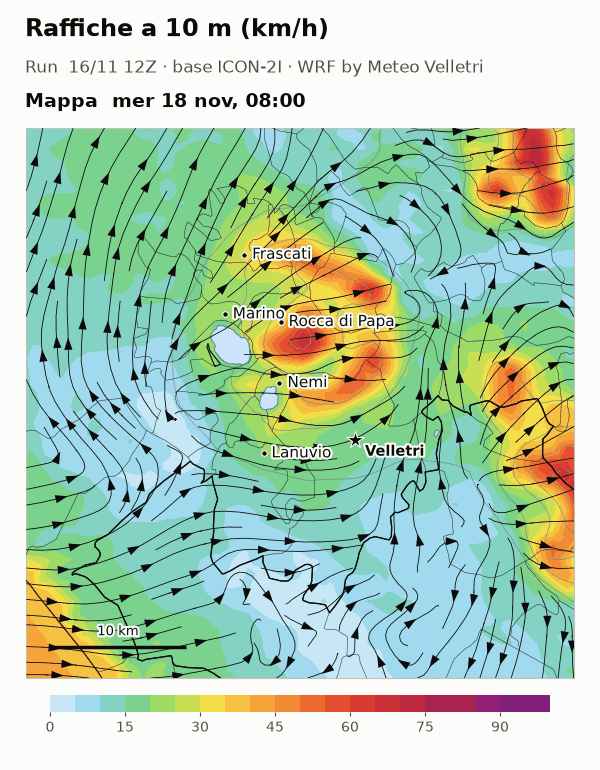 Raffiche a 10 m (km/h)
Run  16/11 12Z · base ICON-2I · WRF by Meteo Velletri
Mappa  mer 18 nov, 08:00
Frascati
Marino
Rocca di Papa
Nemi
Lanuvio
Velletri
10 km
0 15 30 45 60 75 90